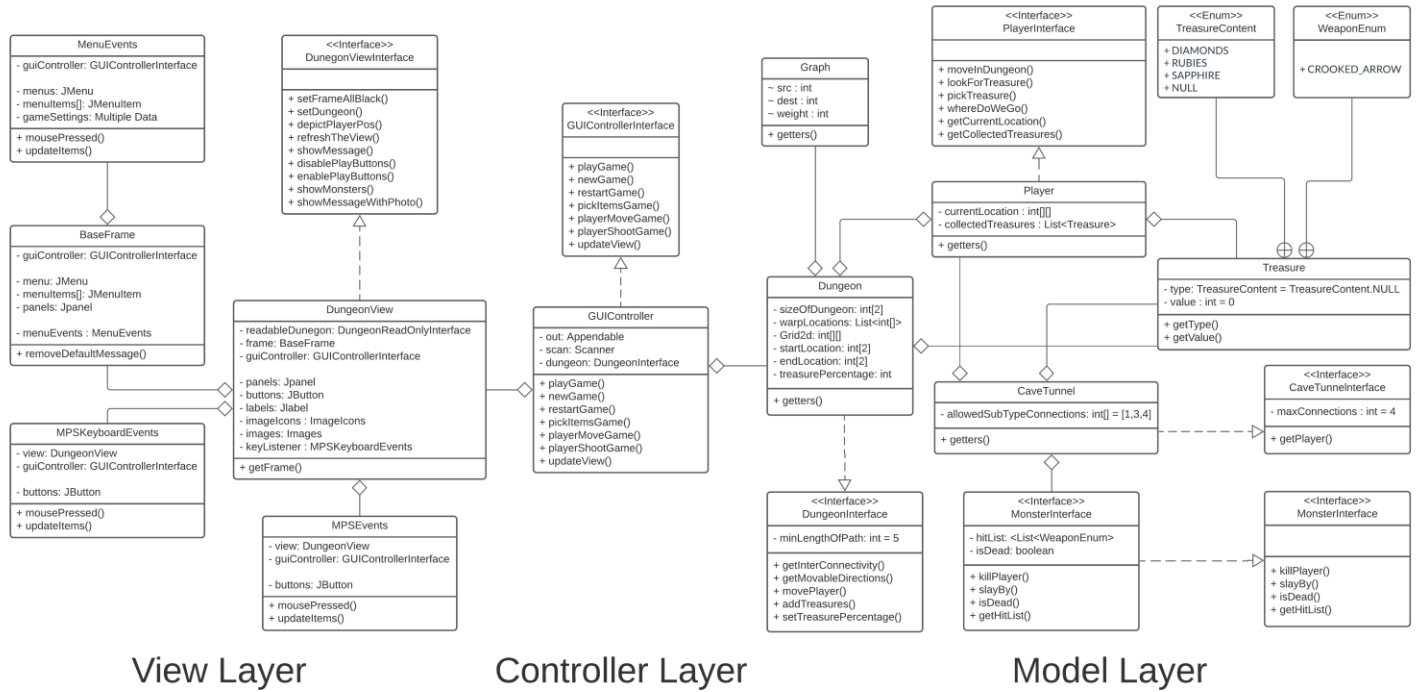 MenuEvents
- guiController: GUIControllerInterface
- menus: JMenu
- menuItems[]: JMenuItem
- gameSettings: Multiple Data
+ mousePressed()
+ updateItems()
BaseFrame
- guiController: GUIControllerInterface
- menu: JMenu
- menuItems[]: JMenuItem
- panels: Jpanel
- menuEvents : MenuEvents
+ removeDefaultMessage()
MPSKeyboardEvents
- view: DungeonView
- guiController: GUIControllerInterface
- buttons: JButton
+ mousePressed()
+ updateItems()
<<Interface>>
DunegonViewInterface
+ setFrameAllBlack()
+ setDungeon()
+ depictPlayerPos()
+ refreshTheView()
+ showMessage()
+ disablePlayButtons()
+ enablePlayButtons()
+ showMonsters()
+ showMessageWithPhoto()
DungeonView
- readableDunegon: DungeonReadOnlyInterface
- frame: BaseFrame
- guiController: GUIControllerInterface
- panels: Jpanel
- buttons: JButton
- labels: Jlabel
- imageIcons : ImageIcons
- images: Images
- keyListener : MPSKeyboardEvents
+ getFrame()
MPSEvents
- view: DungeonView
- guiController: GUIControllerInterface
- buttons: JButton
+ mousePressed()
+ updateItems()
<<Interface>>
GUIControllerInterface
+ playGame()
+ newGame()
+ restartGame()
+ pickItemsGame()
+ playerMoveGame()
+ playerShootGame()
+ updateView()
GUIController
- out: Appendable
- scan: Scanner
- dungeon: DungeonInterface
+ playGame()
+ newGame()
+ restartGame()
+ pickItemsGame()
+ playerMoveGame()
+ playerShootGame()
+ updateView()
Graph
~ src : int
~ dest : int
~ weight : int
+ getters()
Dungeon
- sizeOfDungeon: int[2]
- warpLocations: List<int[]>
- Grid2d: int[][]
- startLocation: int[2]
- endLocation: int[2]
- treasurePercentage: int
+ getters()
<<Interface>>
DungeonInterface
- minLengthOfPath: int = 5
+ getInterConnectivity()
+ getMovableDirections()
+ movePlayer()
+ addTreasures()
+ setTreasurePercentage()
<<Interface>>
PlayerInterface
+ moveInDungeon()
+ lookForTreasure()
+ pickTreasure()
+ whereDoWeGo()
+ getCurrentLocation()
+ getCollectedTreasures()
Player
- currentLocation : int[][]
- collectedTreasures : List<Treasure>
+ getters()
CaveTunnel
- allowedSubTypeConnections: int[] = [1,3,4]
+ getters()
<<Interface>>
MonsterInterface
- hitList: <List<WeaponEnum>
- isDead: boolean
+ killPlayer()
+ slayBy()
+ isDead()
+ getHitList()
<<Enum>>
TreasureContent
+ DIAMONDS
+ RUBIES
+ SAPPHIRE
+ NULL
<<Enum>>
WeaponEnum
+ CROOKED_ARROW
Treasure
- type: TreasureContent = TreasureContent.NULL
- value : int = 0
+ getType()
+ getValue()
<<Interface>>
CaveTunnelnterface
- maxConnections : int = 4
+ getPlayer()
<<Interface>>
MonsterInterface
+ killPlayer()
+ slayBy()
+ isDead()
+ getHitList()
View Layer
Controller Layer
Model Layer